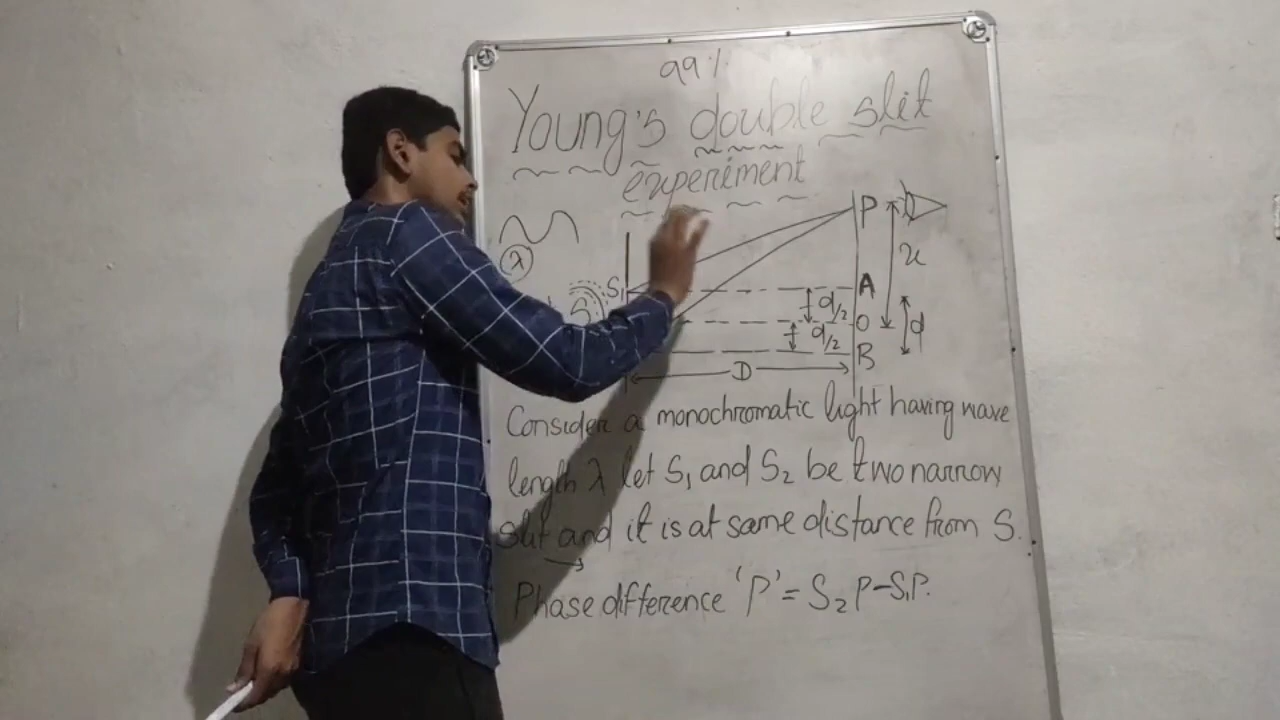 99%
Young's double slit
experiment
P
x
λ
S₁
A
d/2
S
O
d
d/2
B
D
Consider a monochromatic light having wave
length λ let S₁ and S₂ be two narrow
slit and it is at same distance from S.
Phase difference 'P' = S₂P-S₁P.